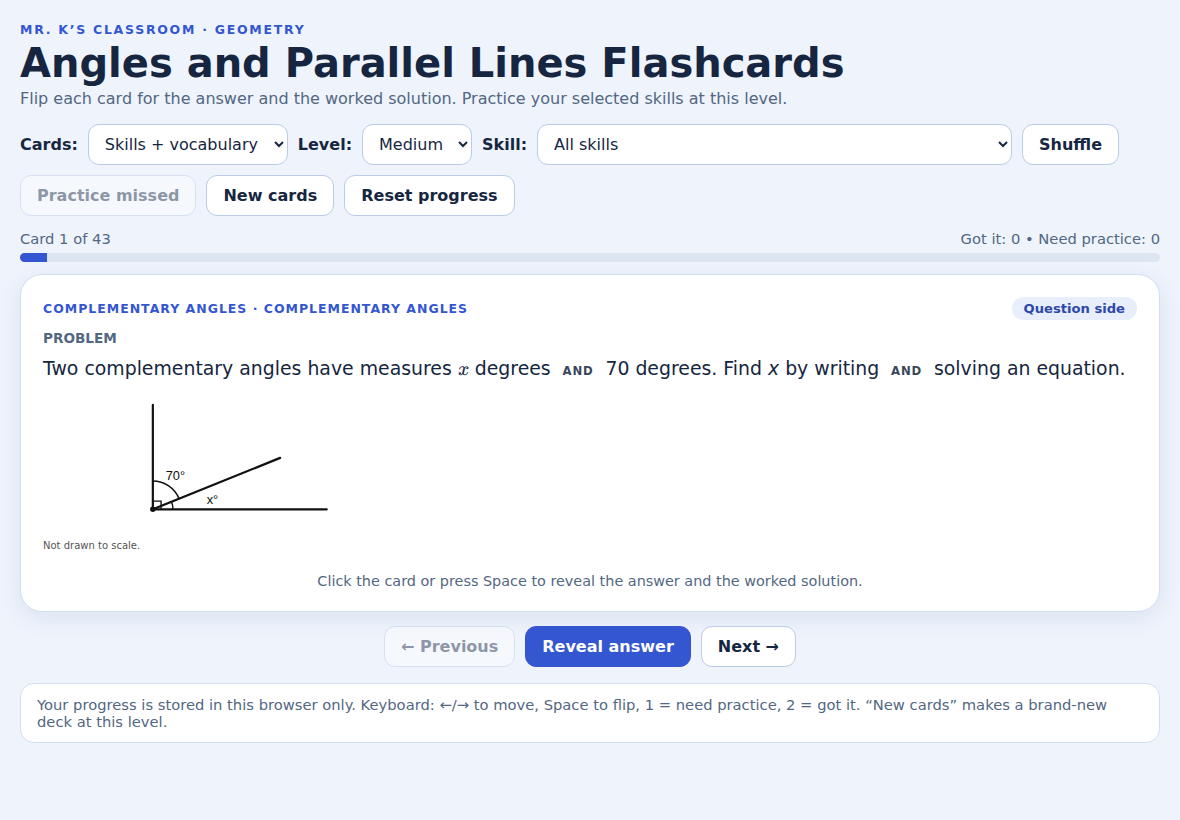 MR. K'S CLASSROOM · GEOMETRY
Angles and Parallel Lines Flashcards
Flip each card for the answer and the worked solution. Practice your selected skills at this level.
Cards: Skills + vocabulary Level: Medium Skill: All skills Shuffle
Practice missed New cards Reset progress
Card 1 of 43 Got it: 0 • Need practice: 0
COMPLEMENTARY ANGLES · COMPLEMENTARY ANGLES Question side
PROBLEM
Two complementary angles have measures x degrees AND 70 degrees. Find x by writing AND solving an equation.
70°
x°
Not drawn to scale.
Click the card or press Space to reveal the answer and the worked solution.
← Previous Reveal answer Next →
Your progress is stored in this browser only. Keyboard: ←/→ to move, Space to flip, 1 = need practice, 2 = got it. “New cards” makes a brand-new
deck at this level.